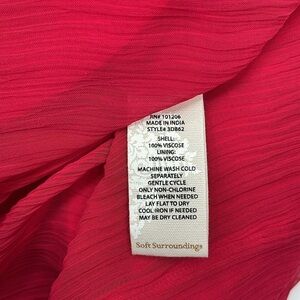 RN# 101206
MADE IN INDIA
STYLE# 3DB62
SHELL:
100% VISCOSE
LINING:
100% VISCOSE
MACHINE WASH COLD
SEPARATELY
GENTLE CYCLE
ONLY NON-CHLORINE
BLEACH WHEN NEEDED
LAY FLAT TO DRY
COOL IRON IF NEEDED
MAY BE DRY CLEANED
Soft Surroundings